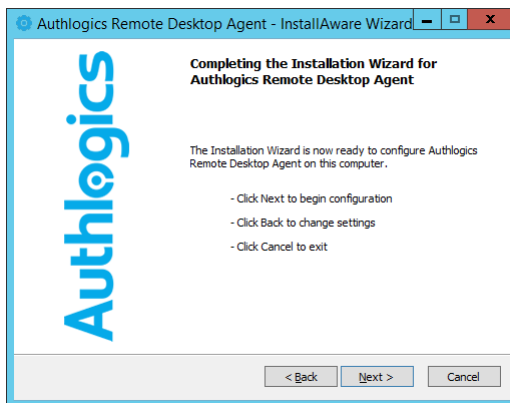 Authlogics Remote Desktop Agent - InstallAware Wizard
Authlogics
Completing the Installation Wizard for
Authlogics Remote Desktop Agent
The Installation Wizard is now ready to configure Authlogics
Remote Desktop Agent on this computer.
- Click Next to begin configuration
- Click Back to change settings
- Click Cancel to exit
< Back Next > Cancel